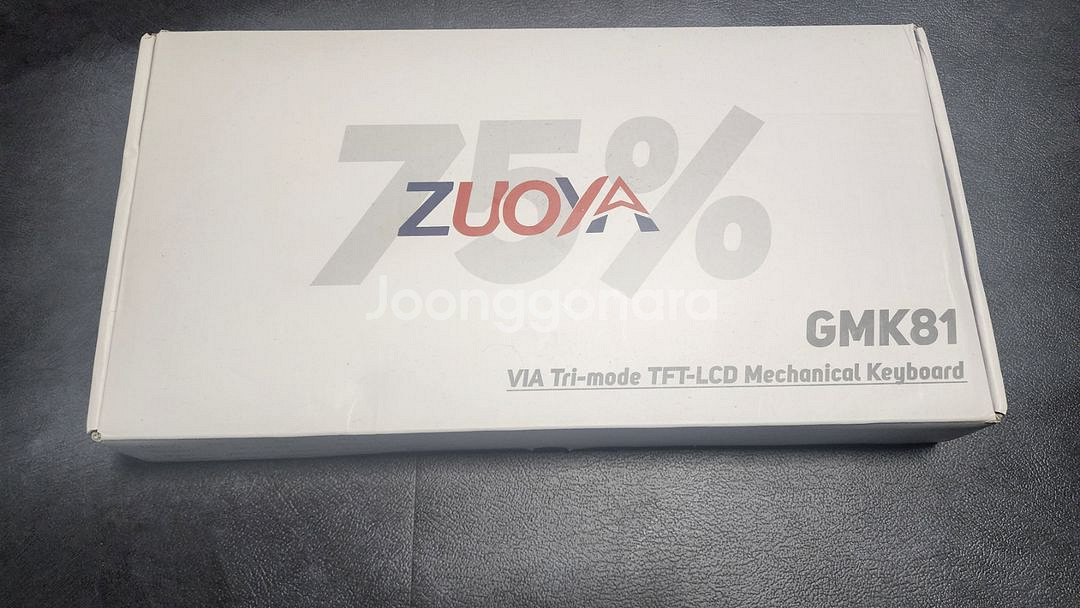 75%
ZUOYA
Joonggonara
GMK81
VIA Tri-mode TFT-LCD Mechanical Keyboard